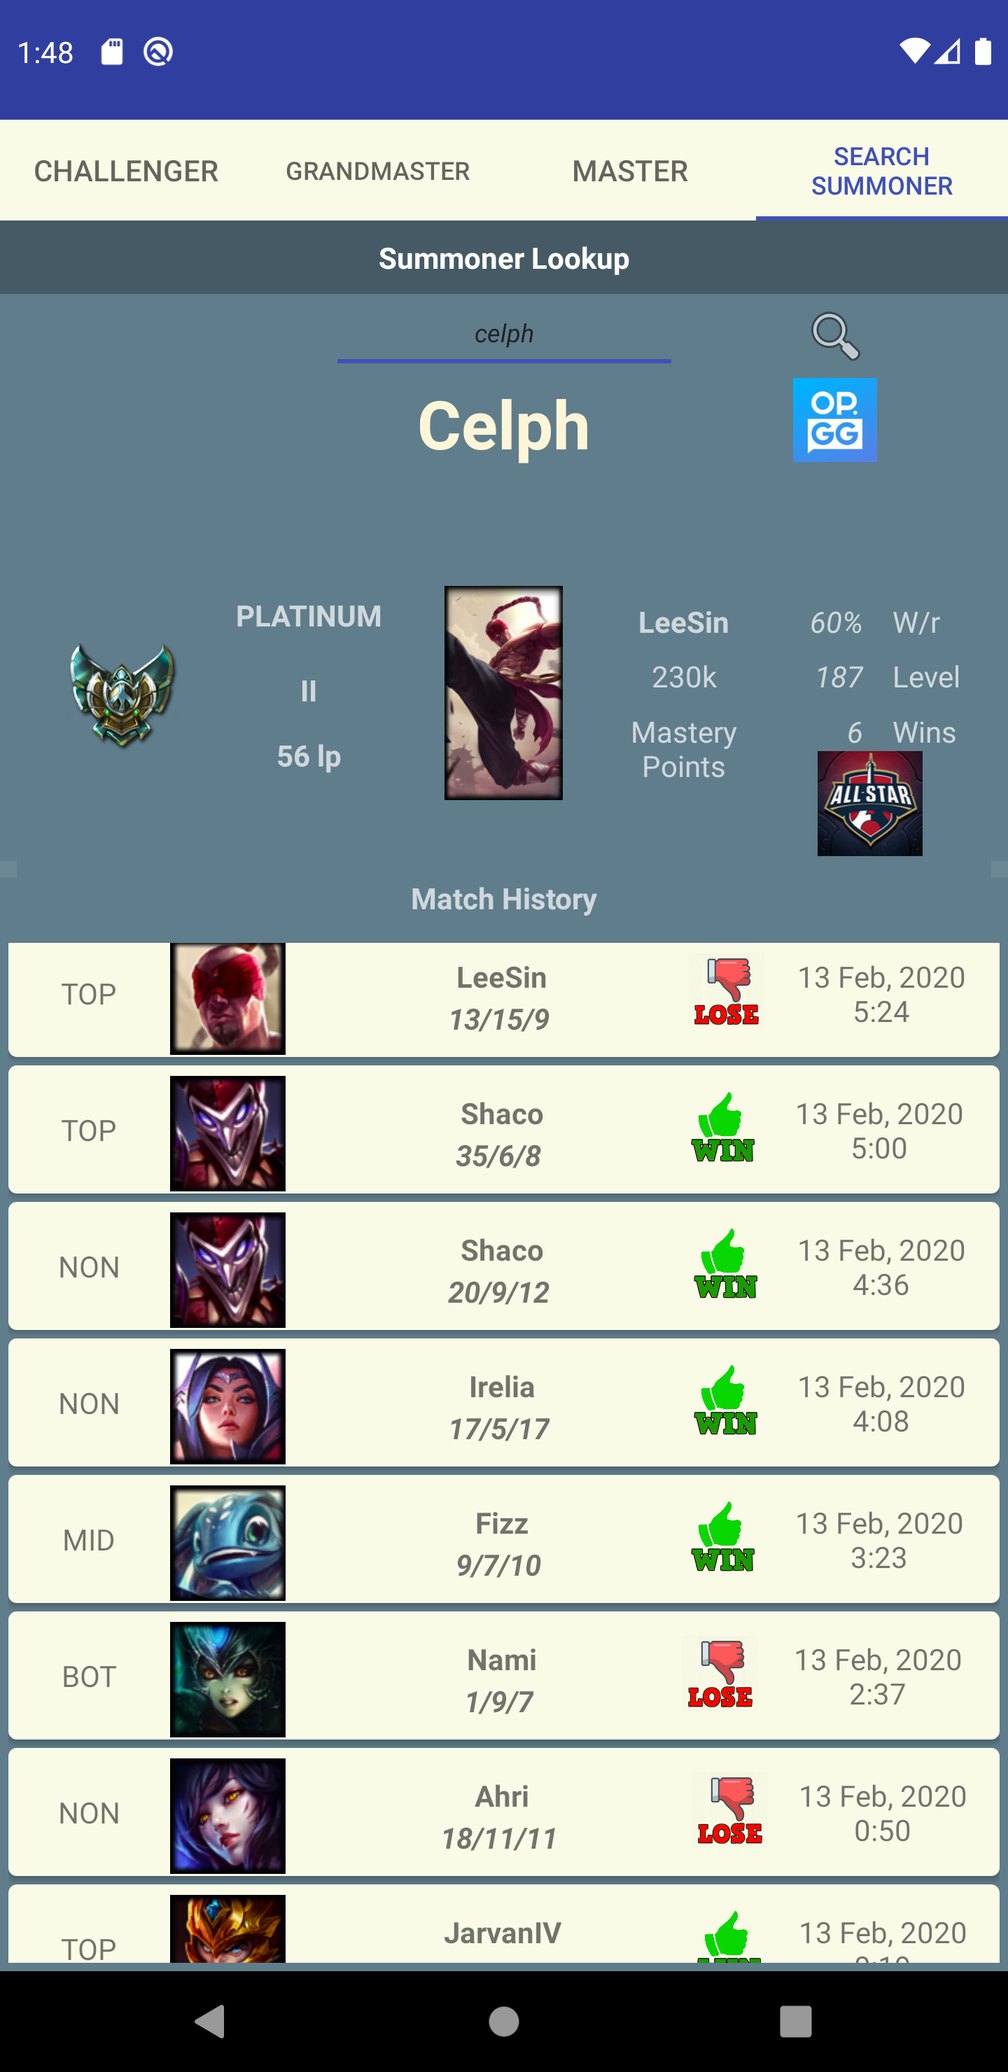 1:48
CHALLENGER
GRANDMASTER
MASTER
SEARCH
SUMMONER
Summoner Lookup
celph
Celph
OP.
GG
PLATINUM
II
56 lp
LeeSin
230k
Mastery
Points
60% W/r
187 Level
6 Wins
ALL STAR
Match History
TOP
LeeSin
13/15/9
LOSE
13 Feb, 2020
5:24
TOP
Shaco
35/6/8
WIN
13 Feb, 2020
5:00
NON
Shaco
20/9/12
WIN
13 Feb, 2020
4:36
NON
Irelia
17/5/17
WIN
13 Feb, 2020
4:08
MID
Fizz
9/7/10
WIN
13 Feb, 2020
3:23
BOT
Nami
1/9/7
LOSE
13 Feb, 2020
2:37
NON
Ahri
18/11/11
LOSE
13 Feb, 2020
0:50
TOP
JarvanIV
13 Feb, 2020